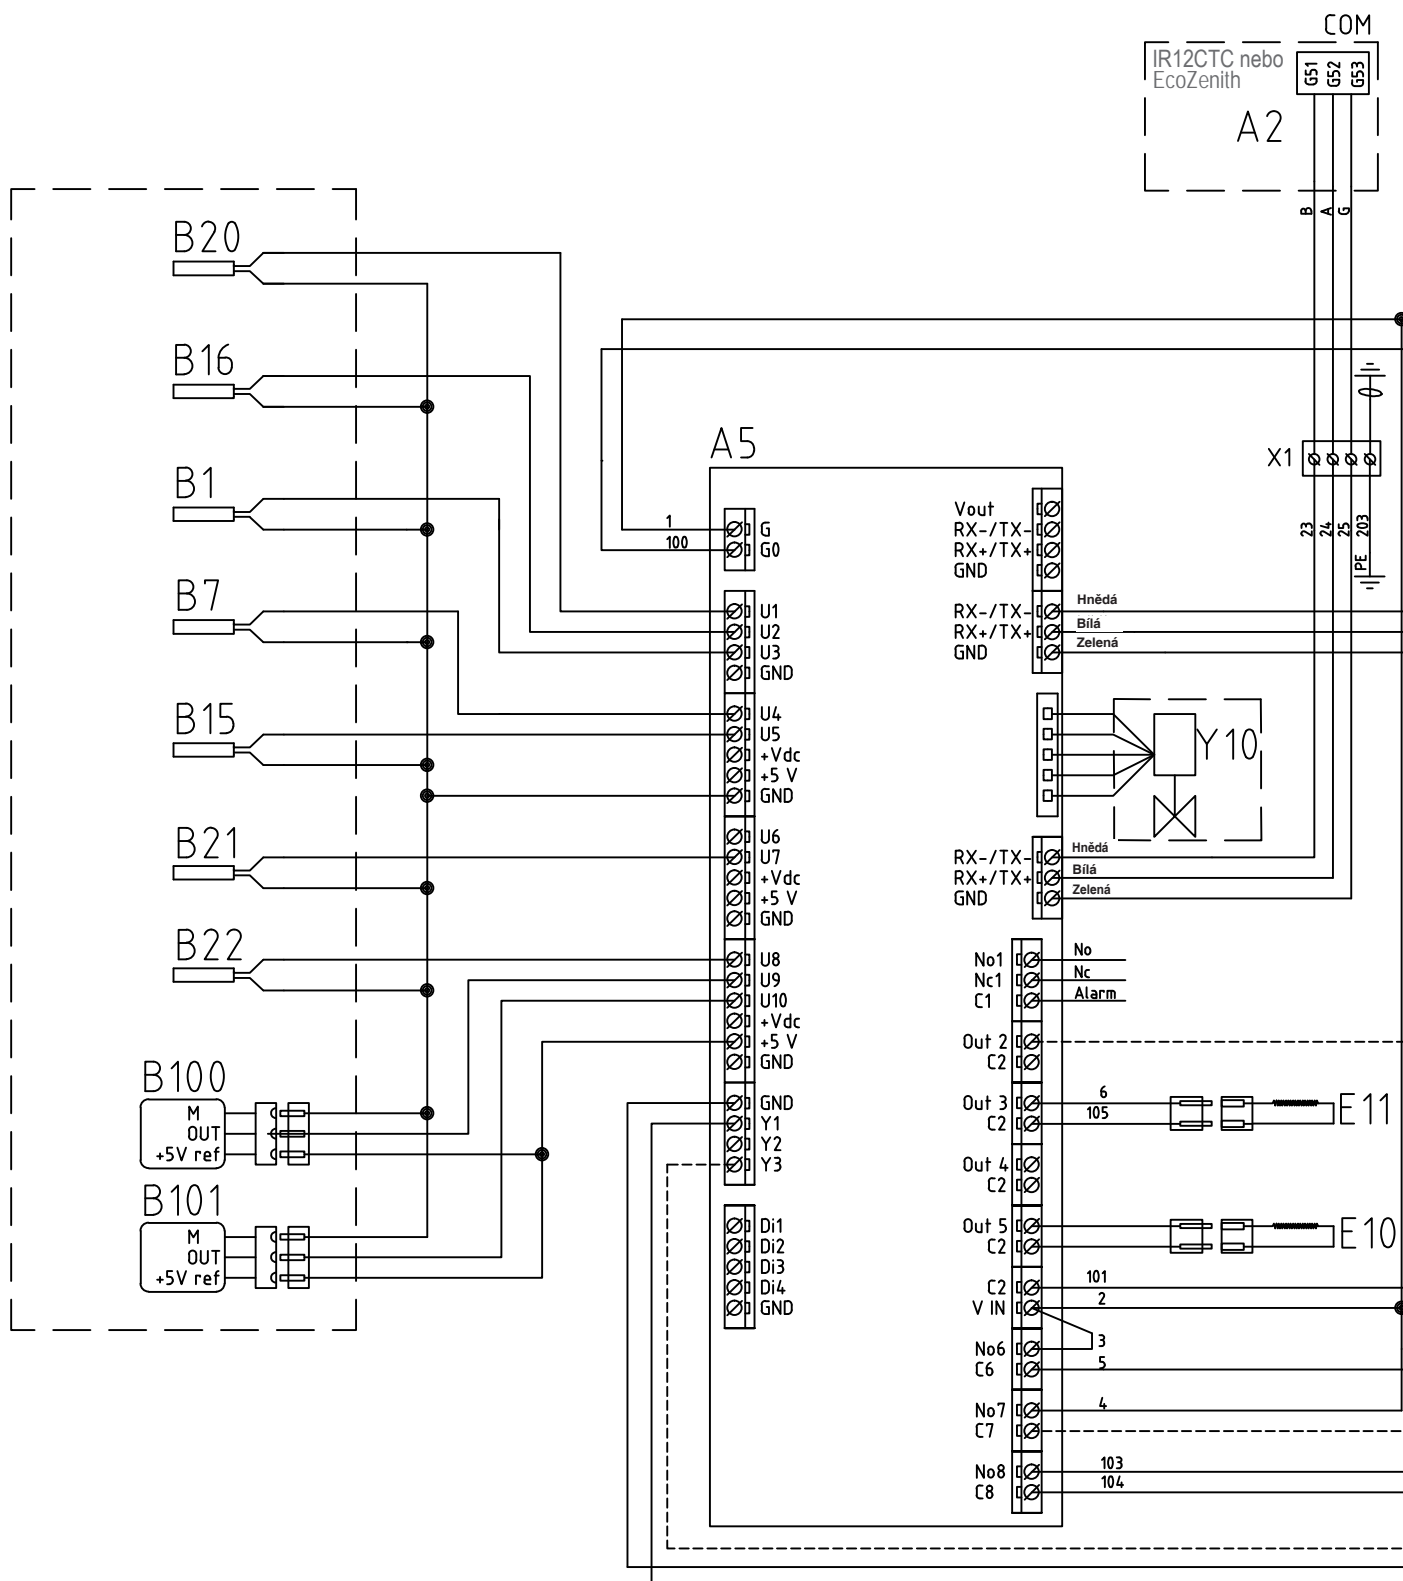 COM
IR12CTC nebo
EcoZenith
G51
G52
G53
A2
B
A
G
B20
B16
B1
B7
B15
B21
B22
B100
M
OUT
+5V ref
B101
M
OUT
+5V ref
A5
1
100
G
G0
U1
U2
U3
GND
U4
U5
+Vdc
+5 V
GND
U6
U7
+Vdc
+5 V
GND
U8
U9
U10
+Vdc
+5 V
GND
GND
Y1
Y2
Y3
Di1
Di2
Di3
Di4
GND
X1
23
24
25
203
PE
Vout
RX-/TX-
RX+/TX+
GND
RX-/TX- Hnědá
RX+/TX+ Bílá
GND Zelená
Y10
RX-/TX- Hnědá
RX+/TX+ Bílá
GND Zelená
No1 No
Nc1 Nc
C1 Alarm
Out 2
C2
Out 3 6
C2 105
E11
Out 4
C2
Out 5
C2
E10
C2 101
V IN 2
No6 3
C6 5
No7 4
C7
No8 103
C8 104